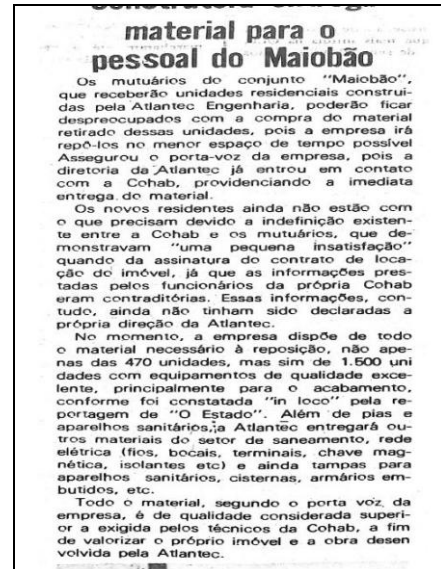 Construtora entrega
material para o
pessoal do Maiobão
Os mutuários do conjunto "Maiobão",
que receberão unidades residenciais construi-
das pela Atlantec Engenharia, poderão ficar
despreocupados com a compra do material
retirado dessas unidades, pois a empresa irá
repô-los no menor espaço de tempo possível
Assegurou o porta-voz da empresa, pois a
diretoria da Atlantec já entrou em contato
com a Cohab, providenciando a imediata
entrega do material.
Os novos residentes ainda não estão com
o que precisam devido a indefinição existen-
te entre a Cohab e os mutuários, que de-
monstravam "uma pequena insatisfação"
quando da assinatura do contrato de loca-
ção do imóvel, já que as informações pres-
tadas pelos funcionários da própria Cohab
eram contraditórias. Essas informações, con-
tudo, ainda não tinham sido declaradas a
própria direção da Atlantec.
No momento, a empresa dispõe de todo
o material necessário à reposição, não ape-
nas das 470 unidades, mas sim de 1.500 uni
dades com equipamentos de qualidade exce-
lente, principalmente para o acabamento,
conforme foi constatada "in loco" pela re-
portagem de "O Estado". Além de pias e
aparelhos sanitários, a Atlantec entregará ou-
tros materiais do setor de saneamento, rede
elétrica (fios, bocais, terminais, chave mag-
nética, isolantes etc) e ainda tampas para
aparelhos sanitários, cisternas, armários em-
butidos, etc.
Todo o material, segundo o porta voz da
empresa, é de qualidade considerada superi-
or a exigida pelos técnicos da Cohab, a fim
de valorizar o próprio imóvel e a obra desen
volvida pela Atlantec.